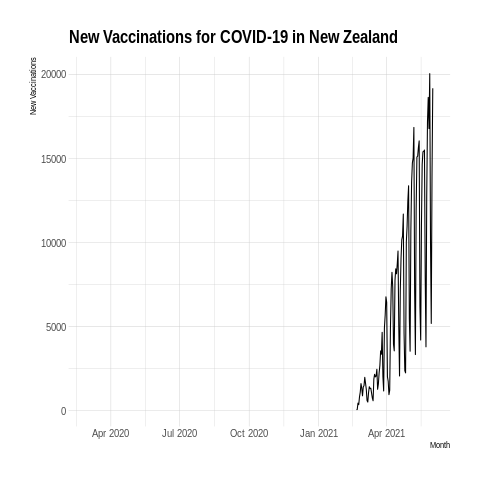 New Vaccinations for COVID-19 in New Zealand
New Vaccinations
20000
15000
10000
5000
0
Apr 2020 Jul 2020 Oct 2020 Jan 2021 Apr 2021
Month